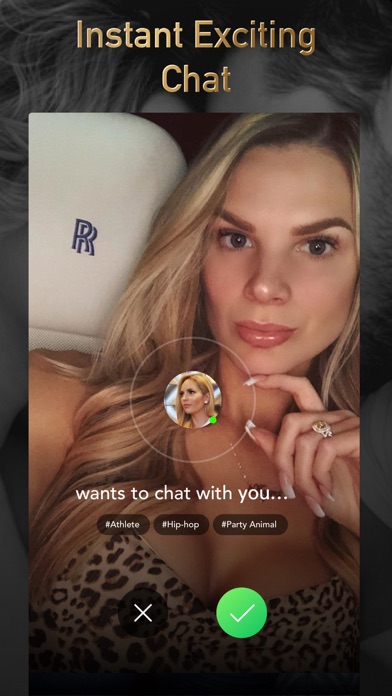 Instant Exciting
Chat
RR
wants to chat with you...
#Athlete #Hip-hop #Party Animal